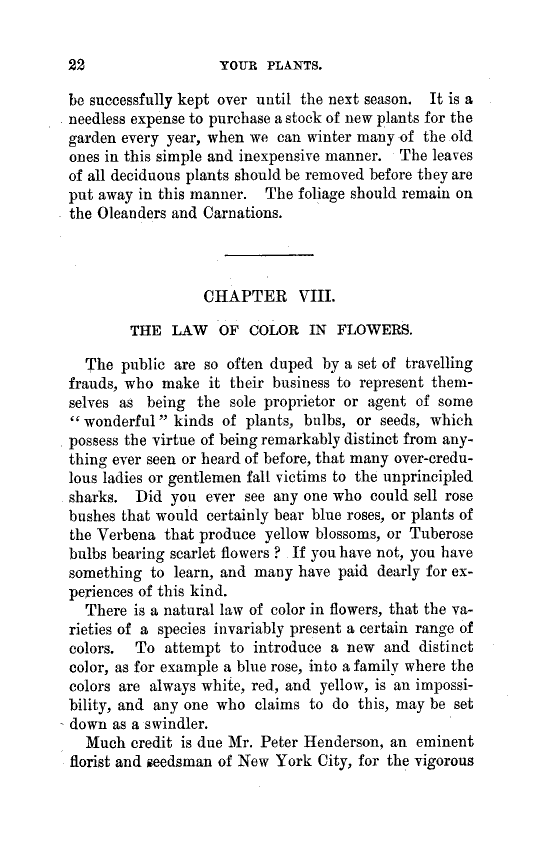 22 YOUR PLANTS.
be successfully kept over until the next season. It is a
needless expense to purchase a stock of new plants for the
garden every year, when we can winter many of the old
ones in this simple and inexpensive manner. The leaves
of all deciduous plants should be removed before they are
put away in this manner. The foliage should remain on
the Oleanders and Carnations.
CHAPTER VIII.
THE LAW OF COLOR IN FLOWERS.
The public are so often duped by a set of travelling
frauds, who make it their business to represent them-
selves as being the sole proprietor or agent of some
“wonderful” kinds of plants, bulbs, or seeds, which
possess the virtue of being remarkably distinct from any-
thing ever seen or heard of before, that many over-credu-
lous ladies or gentlemen fall victims to the unprincipled
sharks. Did you ever see any one who could sell rose
bushes that would certainly bear blue roses, or plants of
the Verbena that produce yellow blossoms, or Tuberose
bulbs bearing scarlet flowers? If you have not, you have
something to learn, and many have paid dearly for ex-
periences of this kind.
There is a natural law of color in flowers, that the va-
rieties of a species invariably present a certain range of
colors. To attempt to introduce a new and distinct
color, as for example a blue rose, into a family where the
colors are always white, red, and yellow, is an impossi-
bility, and any one who claims to do this, may be set
down as a swindler.
Much credit is due Mr. Peter Henderson, an eminent
florist and seedsman of New York City, for the vigorous